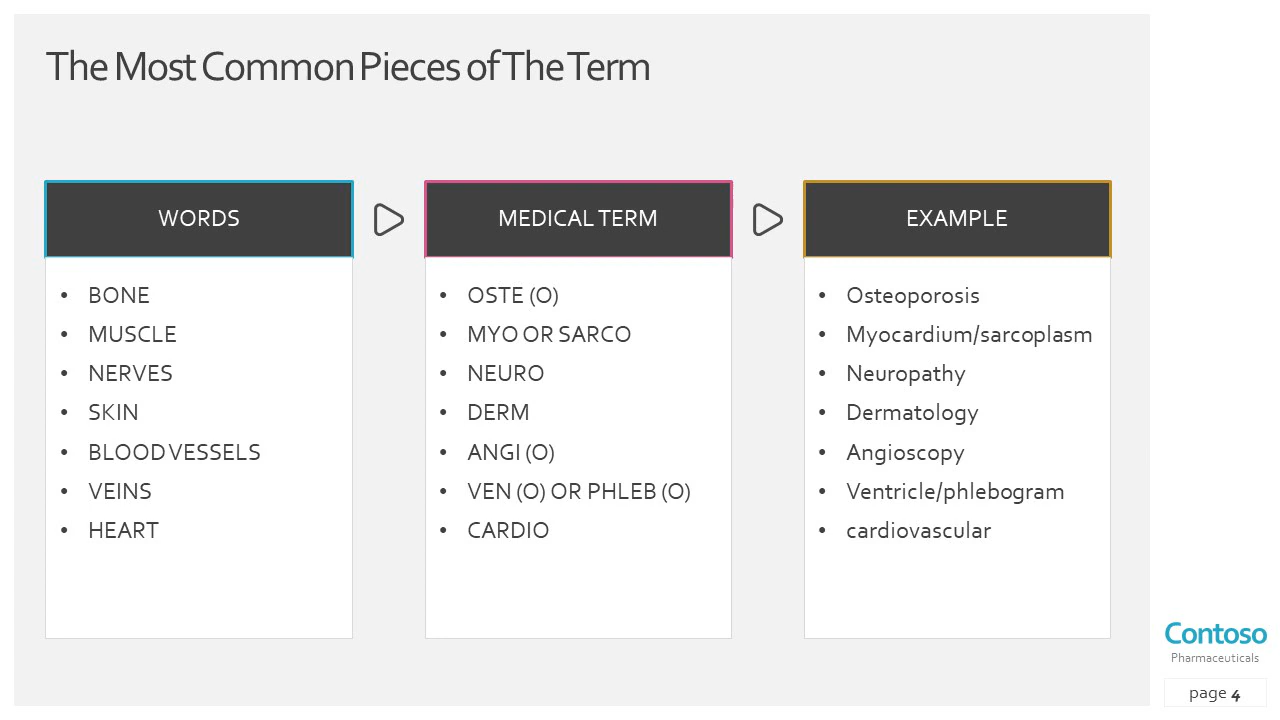 The Most Common Pieces of The Term
WORDS
• BONE
• MUSCLE
• NERVES
• SKIN
• BLOOD VESSELS
• VEINS
• HEART
MEDICAL TERM
• OSTE (O)
• MYO OR SARCO
• NEURO
• DERM
• ANGI (O)
• VEN (O) OR PHLEB (O)
• CARDIO
EXAMPLE
• Osteoporosis
• Myocardium/sarcoplasm
• Neuropathy
• Dermatology
• Angioscopy
• Ventricle/phlebogram
• cardiovascular
Contoso
Pharmaceuticals
page 4